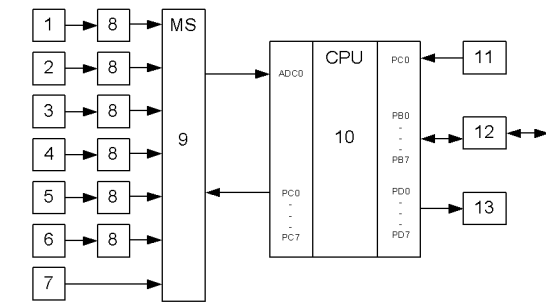 1 8 MS
2 8
3 8
4 8
5 8
6 8
7
9
ADC0 CPU PC0 11
10
PB0
-
-
PB7
12
PC0
-
-
PC7
PD0
-
-
PD7
13